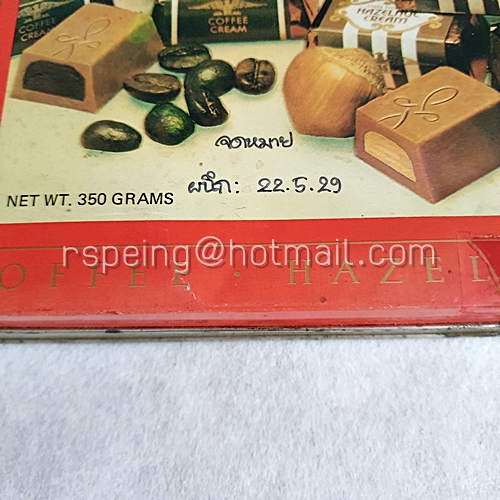 COFFEE
CREAM
COFFEE
CREAM
HAZELNUT
CREAM
จดหมาย
ผนึก: 22.5.29
NET WT. 350 GRAMS
rspeing@hotmail.com
OFFEE · HAZEL